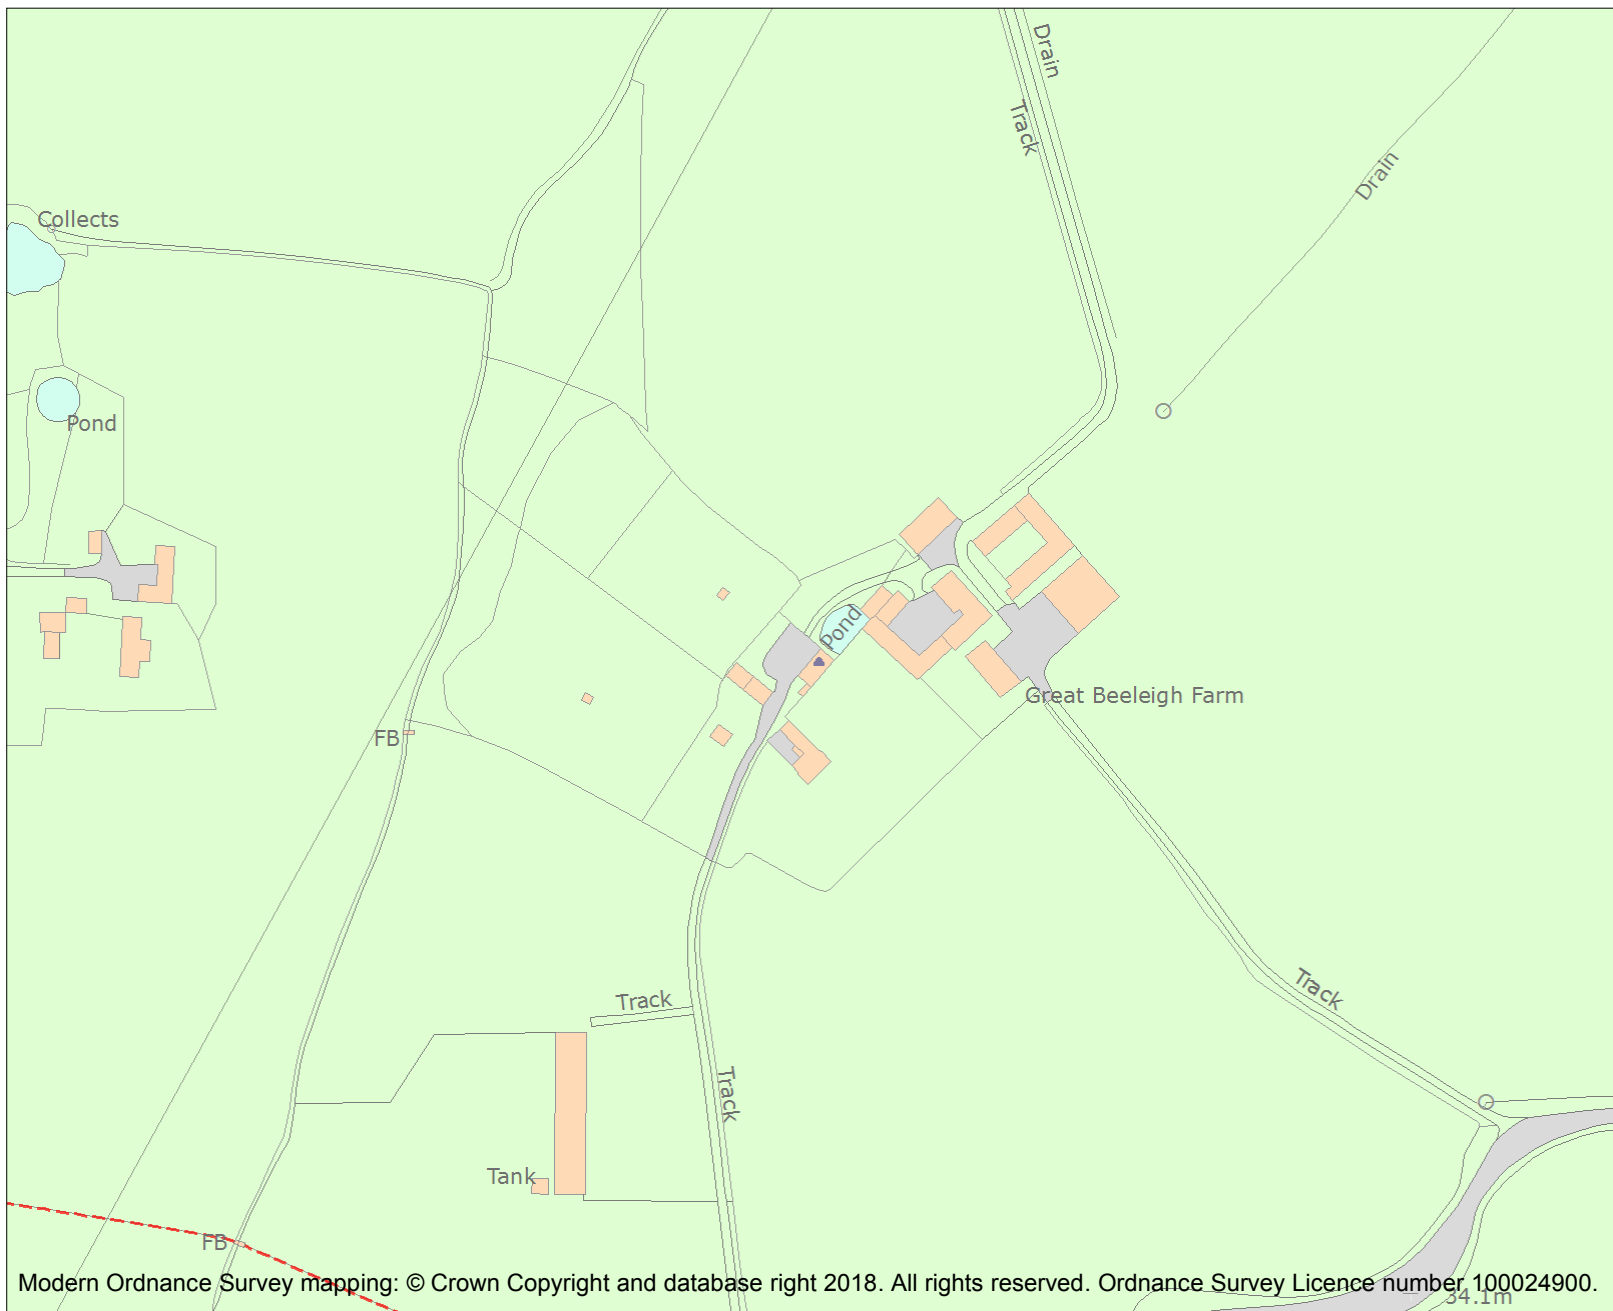 Drain
Track
Drain
Collects
Pond
Pond
Great Beeleigh Farm
FB
Track
Track
Track
Tank
FB
Modern Ordnance Survey mapping: © Crown Copyright and database right 2018. All rights reserved. Ordnance Survey Licence number 100024900.
34.1m